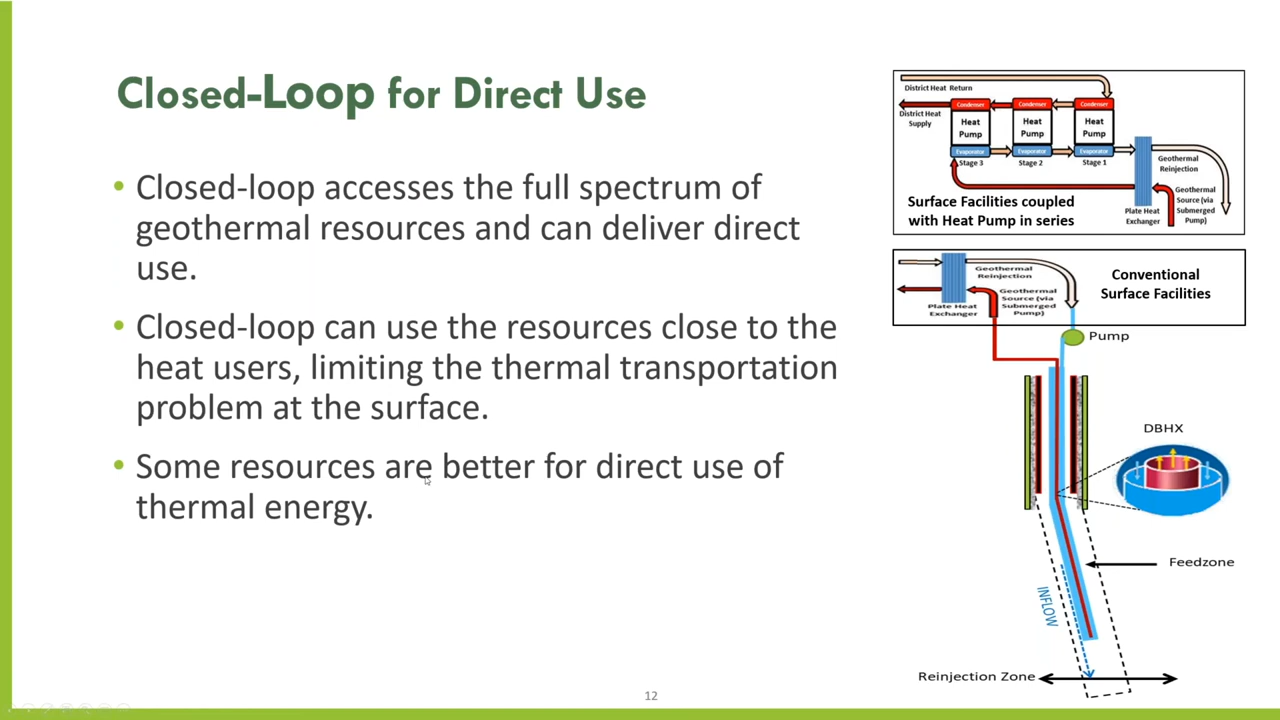 Closed-Loop for Direct Use
• Closed-loop accesses the full spectrum of
geothermal resources and can deliver direct
use.
• Closed-loop can use the resources close to the
heat users, limiting the thermal transportation
problem at the surface.
• Some resources are better for direct use of
thermal energy.
District Heat Return
District Heat
Supply
Condenser
Condenser
Condenser
Heat
Pump
Heat
Pump
Heat
Pump
Evaporator
Evaporator
Evaporator
Stage 3
Stage 2
Stage 1
Geothermal
Reinjection
Geothermal
Source (via
Submerged
Pump)
Plate Heat
Exchanger
Surface Facilities coupled
with Heat Pump in series
Geothermal
Reinjection
Geothermal
Source (via
Submerged
Pump)
Plate Heat
Exchanger
Conventional
Surface Facilities
Pump
DBHX
Feedzone
INFLOW
Reinjection Zone
12